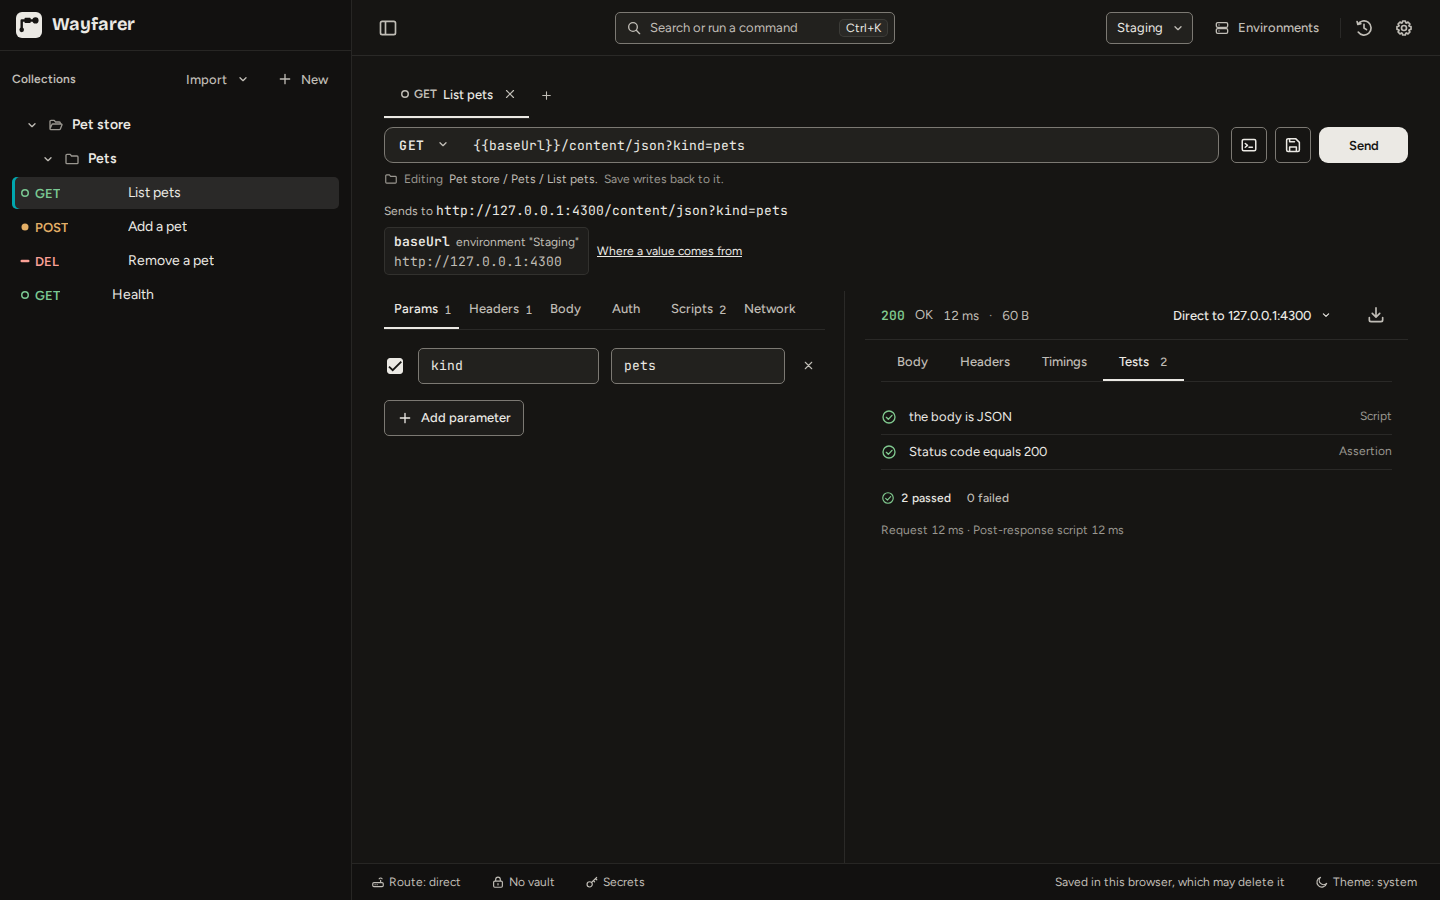 Wayfarer
Search or run a command
Ctrl+K
Staging
Environments
Collections
Import
New
Pet store
Pets
GET List pets
POST Add a pet
DEL Remove a pet
GET Health
GET List pets
GET
{{baseUrl}}/content/json?kind=pets
Send
Editing Pet store / Pets / List pets. Save writes back to it.
Sends to http://127.0.0.1:4300/content/json?kind=pets
baseUrl environment "Staging"
http://127.0.0.1:4300
Where a value comes from
Params 1
Headers 1
Body
Auth
Scripts 2
Network
kind
pets
Add parameter
200 OK 12 ms · 60 B
Direct to 127.0.0.1:4300
Body
Headers
Timings
Tests 2
the body is JSON
Script
Status code equals 200
Assertion
2 passed 0 failed
Request 12 ms · Post-response script 12 ms
Route: direct
No vault
Secrets
Saved in this browser, which may delete it
Theme: system